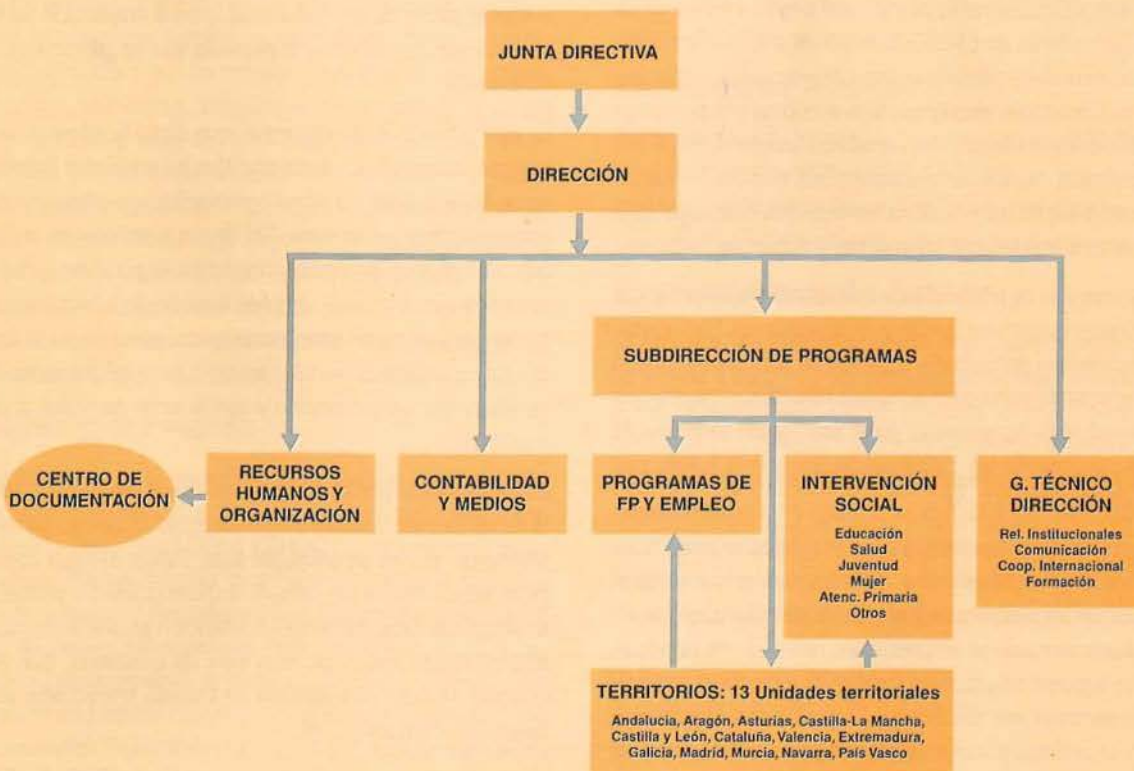 JUNTA DIRECTIVA
DIRECCIÓN
SUBDIRECCIÓN DE PROGRAMAS
CENTRO DE
DOCUMENTACIÓN
RECURSOS
HUMANOS Y
ORGANIZACIÓN
CONTABILIDAD
Y MEDIOS
PROGRAMAS DE
FP Y EMPLEO
INTERVENCIÓN
SOCIAL
Educación
Salud
Juventud
Mujer
Atenc. Primaria
Otros
G. TÉCNICO
DIRECCIÓN
Rel. Institucionales
Comunicación
Coop. Internacional
Formación
TERRITORIOS: 13 Unidades territoriales
Andalucía, Aragón, Asturias, Castilla-La Mancha,
Castilla y León, Cataluña, Valencia, Extremadura,
Galicia, Madrid, Murcia, Navarra, País Vasco